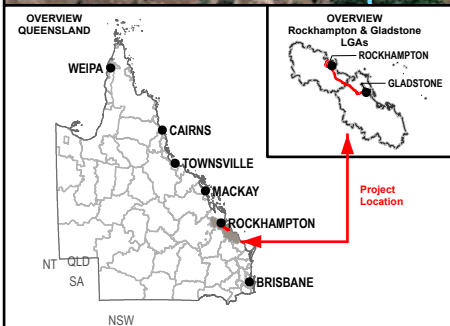 OVERVIEW
QUEENSLAND
WEIPA
CAIRNS
TOWNSVILLE
MACKAY
ROCKHAMPTON
BRISBANE
NT QLD
SA
NSW
OVERVIEW
Rockhampton & Gladstone
LGAs
ROCKHAMPTON
GLADSTONE
Project
Location